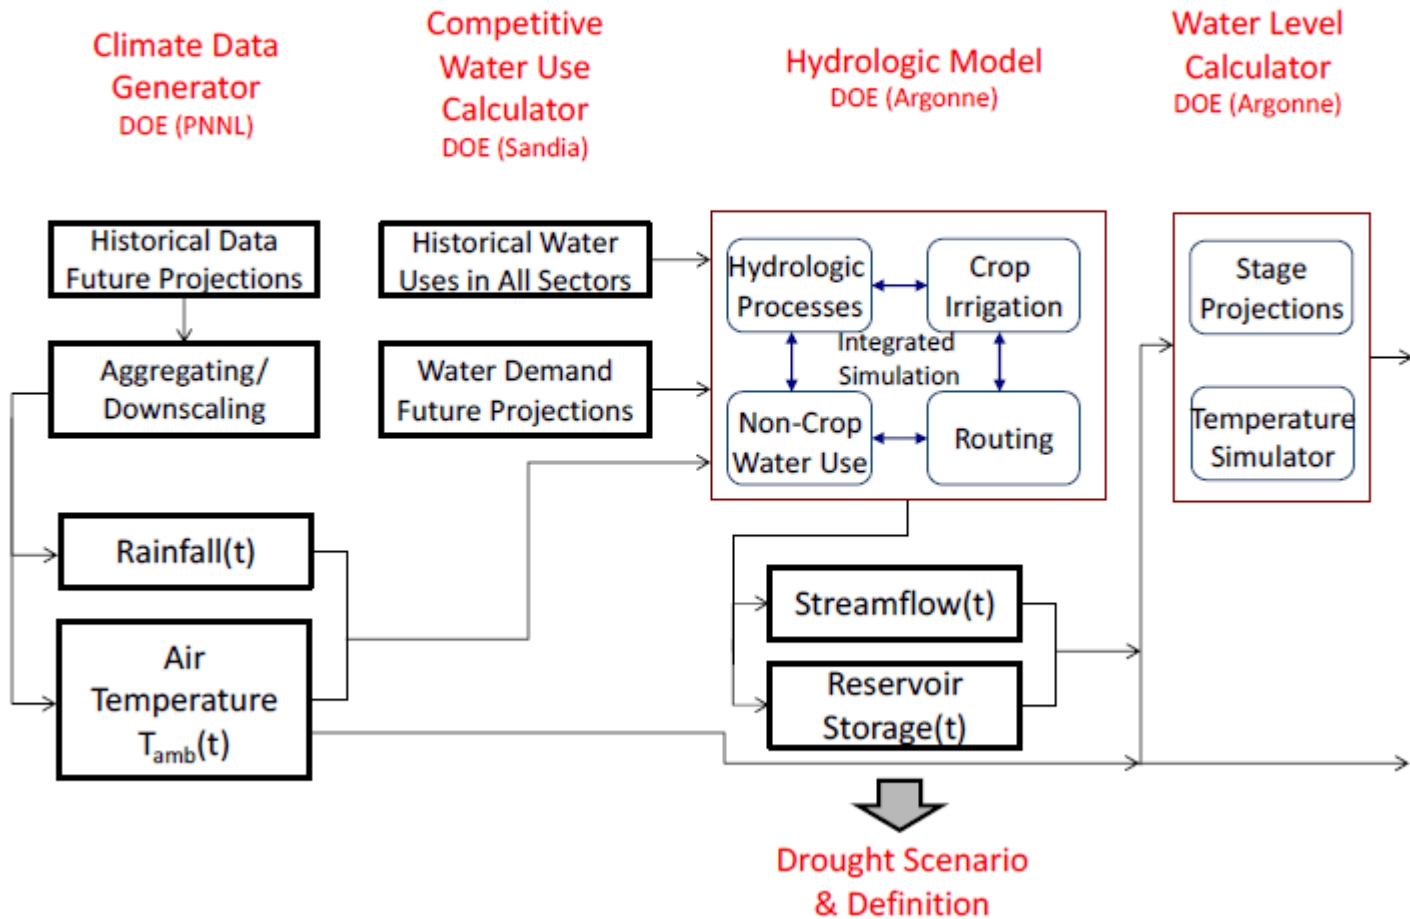 Climate Data
Generator
DOE (PNNL)
Competitive
Water Use
Calculator
DOE (Sandia)
Hydrologic Model
DOE (Argonne)
Water Level
Calculator
DOE (Argonne)
Historical Data
Future Projections
Aggregating/
Downscaling
Rainfall(t)
Air
Temperature
Tamb(t)
Historical Water
Uses in All Sectors
Water Demand
Future Projections
Hydrologic
Processes
Crop
Irrigation
Integrated
Simulation
Non-Crop
Water Use
Routing
Streamflow(t)
Reservoir
Storage(t)
Stage
Projections
Temperature
Simulator
Drought Scenario
& Definition